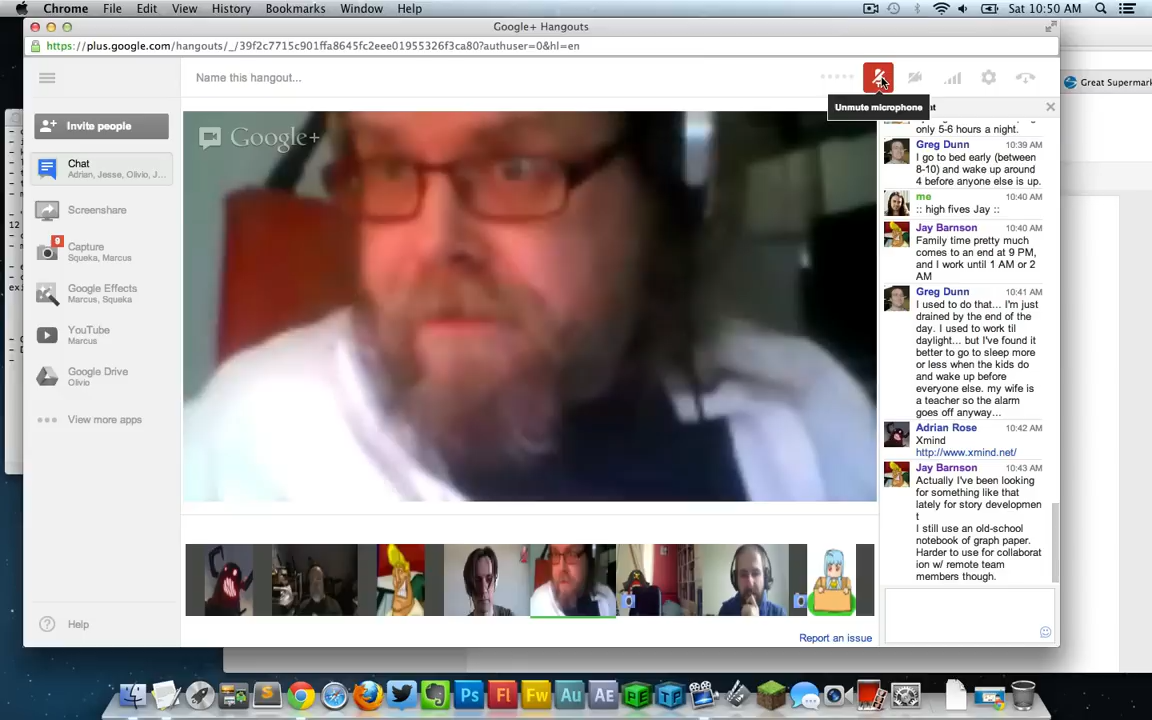 Chrome File Edit View History Bookmarks Window Help Sat 10:50 AM
Google+ Hangouts
https://plus.google.com/hangouts/_/39f2c7715c901ffa8645fc2eee01955326f3ca80?authuser=0&hl=en
Great Supermark
Name this hangout...
Unmute microphone
Invite people
Chat
Adrian, Jesse, Olivio, J...
Screenshare
9
Capture
Squeka, Marcus
Google Effects
Marcus, Squeka
YouTube
Marcus
Google Drive
Olivio
View more apps
Help
Google+
only 5-6 hours a night.
Greg Dunn 10:39 AM
I go to bed early (between
8-10) and wake up around
4 before anyone else is up.
me 10:40 AM
:: high fives Jay ::
Jay Barnson 10:40 AM
Family time pretty much
comes to an end at 9 PM,
and I work until 1 AM or 2
AM
Greg Dunn 10:41 AM
I used to do that... I'm just
drained by the end of the
day. I used to work til
daylight... but I've found it
better to go to sleep more
or less when the kids do
and wake up before
everyone else. my wife is
a teacher so the alarm
goes off anyway...
Adrian Rose 10:42 AM
Xmind
http://www.xmind.net/
Jay Barnson 10:43 AM
Actually I've been looking
for something like that
lately for story developmen
t
I still use an old-school
notebook of graph paper.
Harder to use for collaborat
ion w/ remote team
members though.
Report an issue
Ps Fl Fw Au Ae